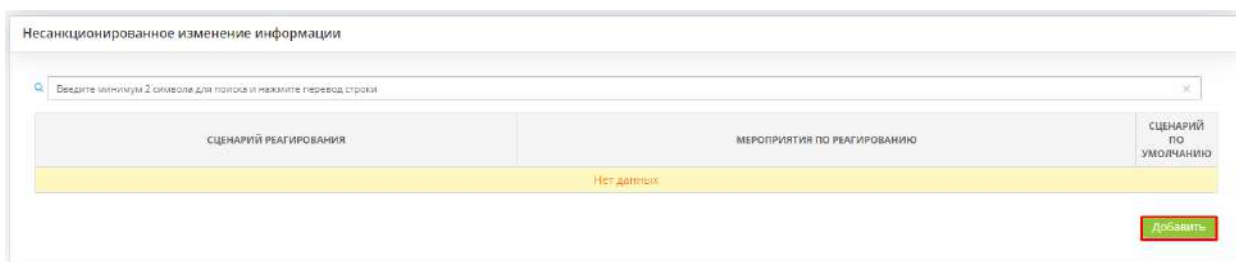 Несанкционированное изменение информации
Введите минимум 2 символа для поиска и нажмите перевод строки
СЦЕНАРИЙ РЕАГИРОВАНИЯ
МЕРОПРИЯТИЯ ПО РЕАГИРОВАНИЮ
СЦЕНАРИЙ
ПО
УМОЛЧАНИЮ
Нет данных
Добавить